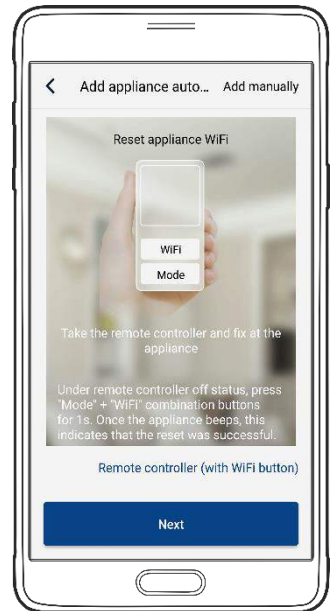 Add appliance auto... Add manually
Reset appliance WiFi
WiFi
Mode
Take the remote controller and fix at the
appliance
Under remote controller off status, press
"Mode" + "WiFi" combination buttons
for 1s. Once the appliance beeps, this
indicates that the reset was successful.
Remote controller (with WiFi button)
Next